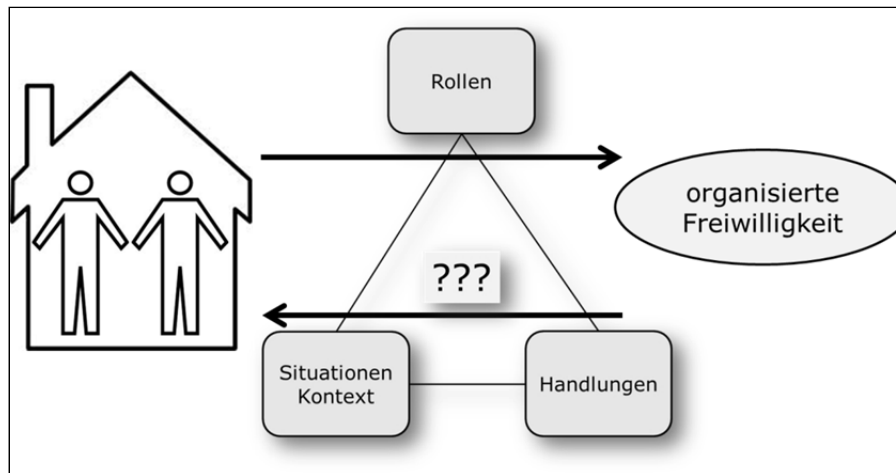 Rollen
organisierte
Freiwilligkeit
???
Situationen
Kontext
Handlungen